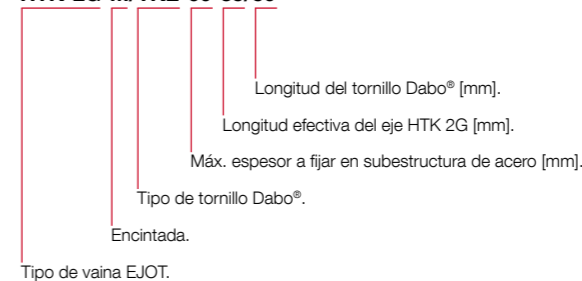 Longitud del tornillo Dabo® [mm].
Longitud efectiva del eje HTK 2G [mm].
Máx. espesor a fijar en subestructura de acero [mm].
Tipo de tornillo Dabo®.
Encintada.
Tipo de vaina EJOT.